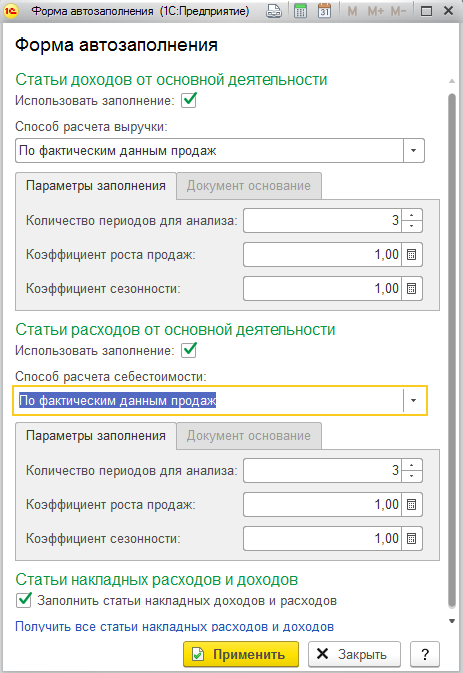 1С Форма автозаполнения (1С:Предприятие) 31 M M+ M-
Форма автозаполнения
Статьи доходов от основной деятельности
Использовать заполнение:
Способ расчета выручки:
По фактическим данным продаж
Параметры заполнения Документ основание
Количество периодов для анализа: 3
Коэффициент роста продаж: 1,00
Коэффициент сезонности: 1,00
Статьи расходов от основной деятельности
Использовать заполнение:
Способ расчета себестоимости:
По фактическим данным продаж
Параметры заполнения Документ основание
Количество периодов для анализа: 3
Коэффициент роста продаж: 1,00
Коэффициент сезонности: 1,00
Статьи накладных расходов и доходов
Заполнить статьи накладных доходов и расходов
Получить все статьи накладных расходов и доходов
Применить Закрыть ?